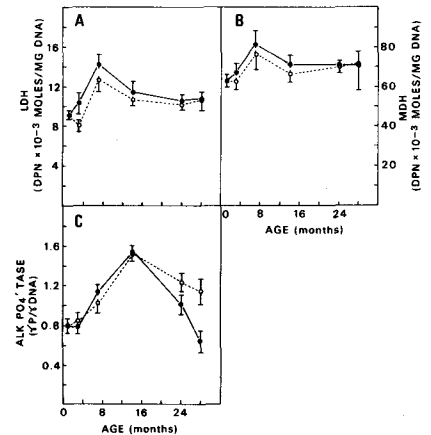 A
16
12
8
4
LDH
(DPN × 10⁻³ MOLES/MG DNA)
B
80
60
40
20
MDH
(DPN × 10⁻³ MOLES/MG DNA)
0 8 16 24
AGE (months)
C
1.6
1.2
0.8
0.4
ALK PO₄⁼ TASE
(γP/γDNA)
0 8 16 24
AGE (months)